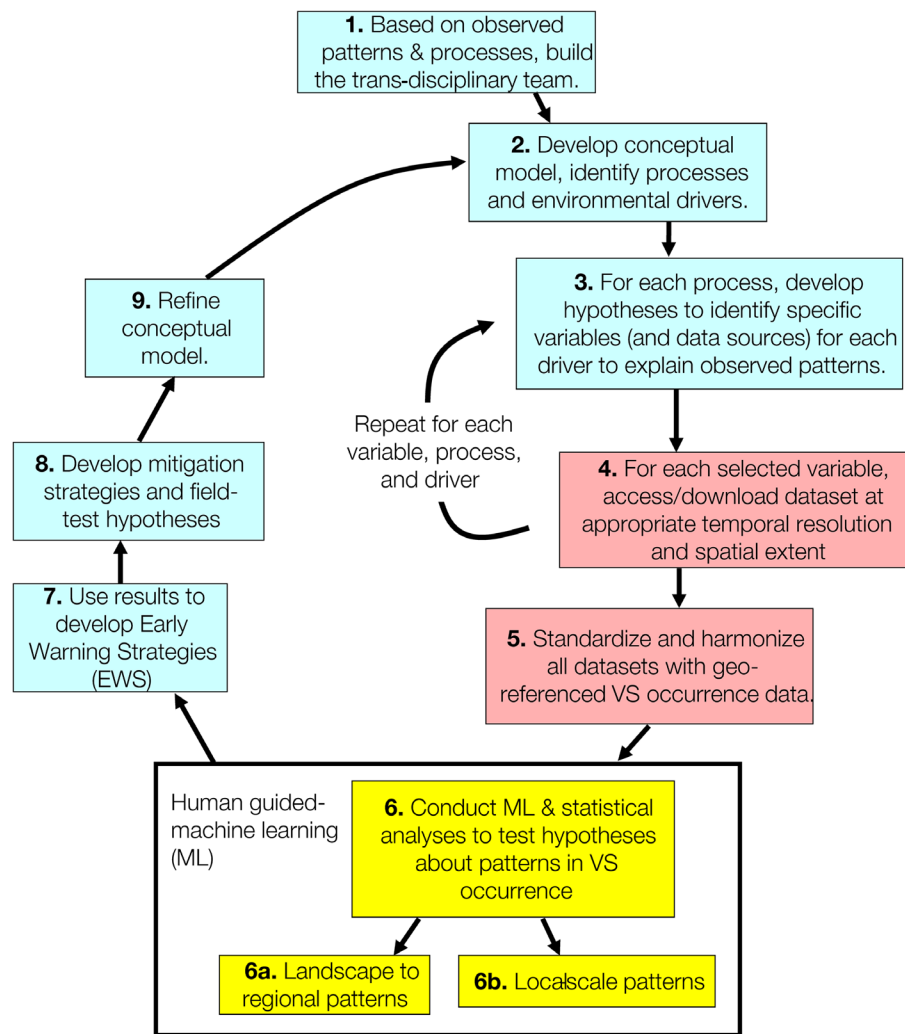 1. Based on observed
patterns & processes, build
the trans-disciplinary team.
2. Develop conceptual
model, identify processes
and environmental drivers.
3. For each process, develop
hypotheses to identify specific
variables (and data sources) for each
driver to explain observed patterns.
Repeat for each
variable, process,
and driver
4. For each selected variable,
access/download dataset at
appropriate temporal resolution
and spatial extent
5. Standardize and harmonize
all datasets with geo-
referenced VS occurrence data.
Human guided-
machine learning
(ML)
6. Conduct ML & statistical
analyses to test hypotheses
about patterns in VS
occurrence
6a. Landscape to
regional patterns
6b. Local-scale patterns
7. Use results to
develop Early
Warning Strategies
(EWS)
8. Develop mitigation
strategies and field-
test hypotheses
9. Refine
conceptual
model.